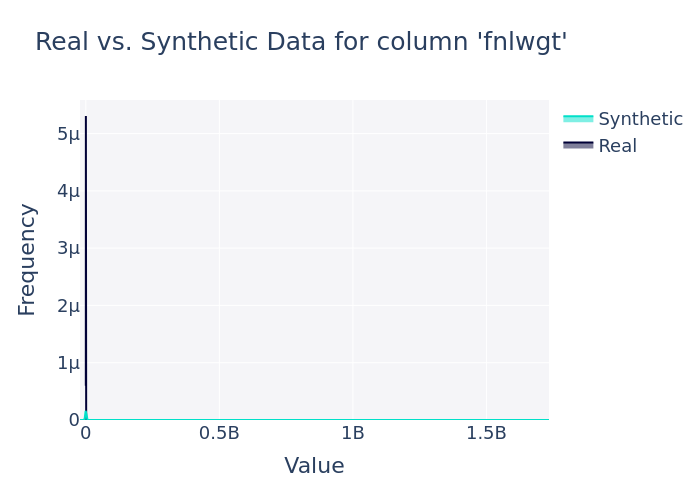 Real vs. Synthetic Data for column 'fnlwgt'
Synthetic
Real
Frequency
5μ
4μ
3μ
2μ
1μ
0
0
0.5B
1B
1.5B
Value